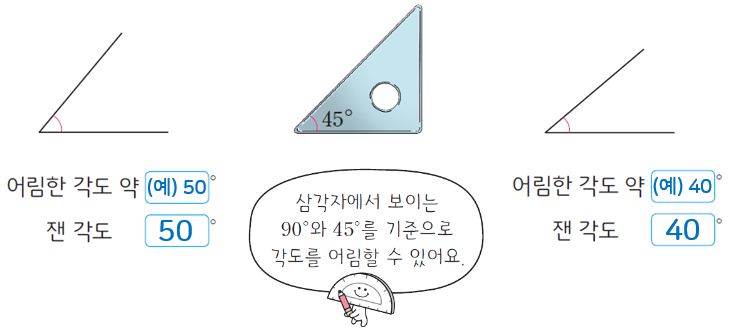 45°
어림한 각도 약 (예) 50°
잰 각도 50°
삼각자에서 보이는
90°와 45°를 기준으로
각도를 어림할 수 있어요.
어림한 각도 약 (예) 40°
잰 각도 40°